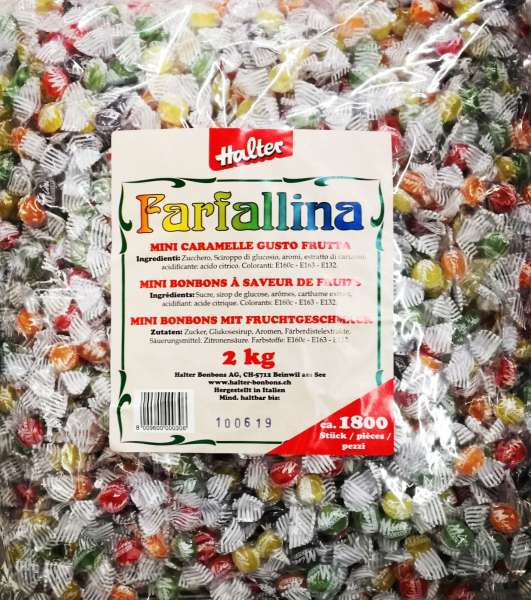 Halter
Farfallina
MINI CARAMELLE GUSTO FRUTTA
Ingredienti: Zucchero, Sciroppo di glucosio, aromi, estratto di cartamo,
acidificante: acido citrico. Coloranti: E160c - E163 - E132.
MINI BONBONS À SAVEUR DE FRUITS
Ingrédients: Sucre, sirop de glucose, arômes, carthame extrait,
acidifiant: acide citrique. Colorants: E160c - E163 - E132.
MINI BONBONS MIT FRUCHTGESCHMACK
Zutaten: Zucker, Glukosesirup, Aromen, Färberdistelextrakte,
Säuerungsmittel: Zitronensäure. Farbstoffe: E160c - E163 - E132.
2 kg
Halter Bonbons AG, CH-5712 Beinwil am See
www.halter-bonbons.ch
Hergestellt in Italien
Mind. haltbar bis:
100619
ca. 1800
Stück / pièces /
pezzi